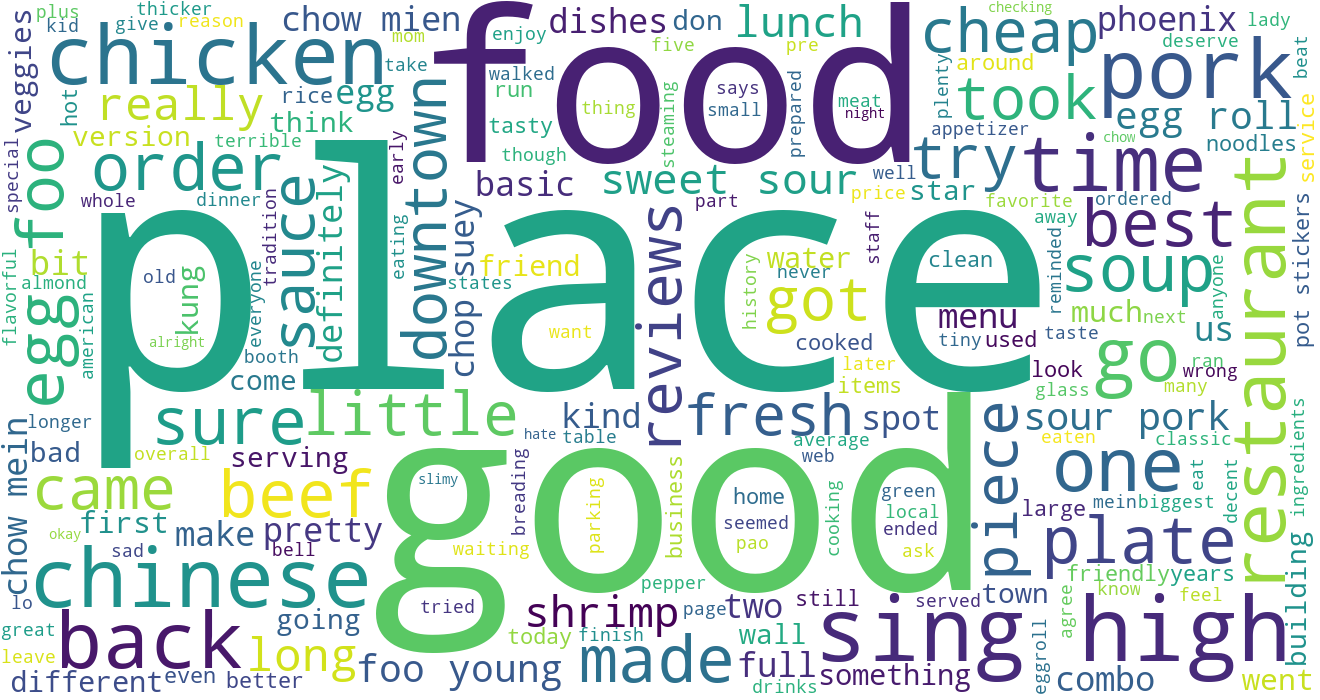 place
food
good
chicken
chinese
pork
high
sing
restaurant
time
back
best
soup
egg foo
order
sure
little
beef
fresh
downtown
sauce
reviews
piece
plate
one
made
came
long
shrimp
cheap
took
try
go
got
really
lunch
dishes
chow mien
phoenix
egg roll
sweet sour
sour pork
foo young
chop suey
chow mein
pot stickers
definitely
kung
veggies
version
think
egg
rice
hot
kid
plus
give
thicker
reason
mom
take
enjoy
walked
run
tasty
though
basic
five
don
thing
steaming
says
small
pre
prepared
meat
night
checking
lady
deserve
beat
around
plenty
appetizer
chow
noodles
service
star
well
price
part
favorite
ordered
away
reminded
anyone
staff
clean
water
never
history
friend
states
want
cooked
later
items
menu
tiny
used
look
glass
much
next
us
taste
ran
wrong
many
special
whole
terrible
dinner
early
tradition
everyone
eating
bit
almond
flavorful
american
old
alright
booth
come
longer
bad
overall
serving
kind
table
hate
spot
average
web
eaten
classic
mein
biggest
eat
decent
ingredients
large
first
okay
sad
make
pretty
bell
waiting
breading
slimy
parking
business
home
seemed
pao
cooking
green
local
ended
ask
friendly
years
know
feel
agree
building
lo
great
leave
different
even
better
going
tried
today
finish
pepper
page
two
wall
drinks
full
still
something
served
town
eggroll
combo
went